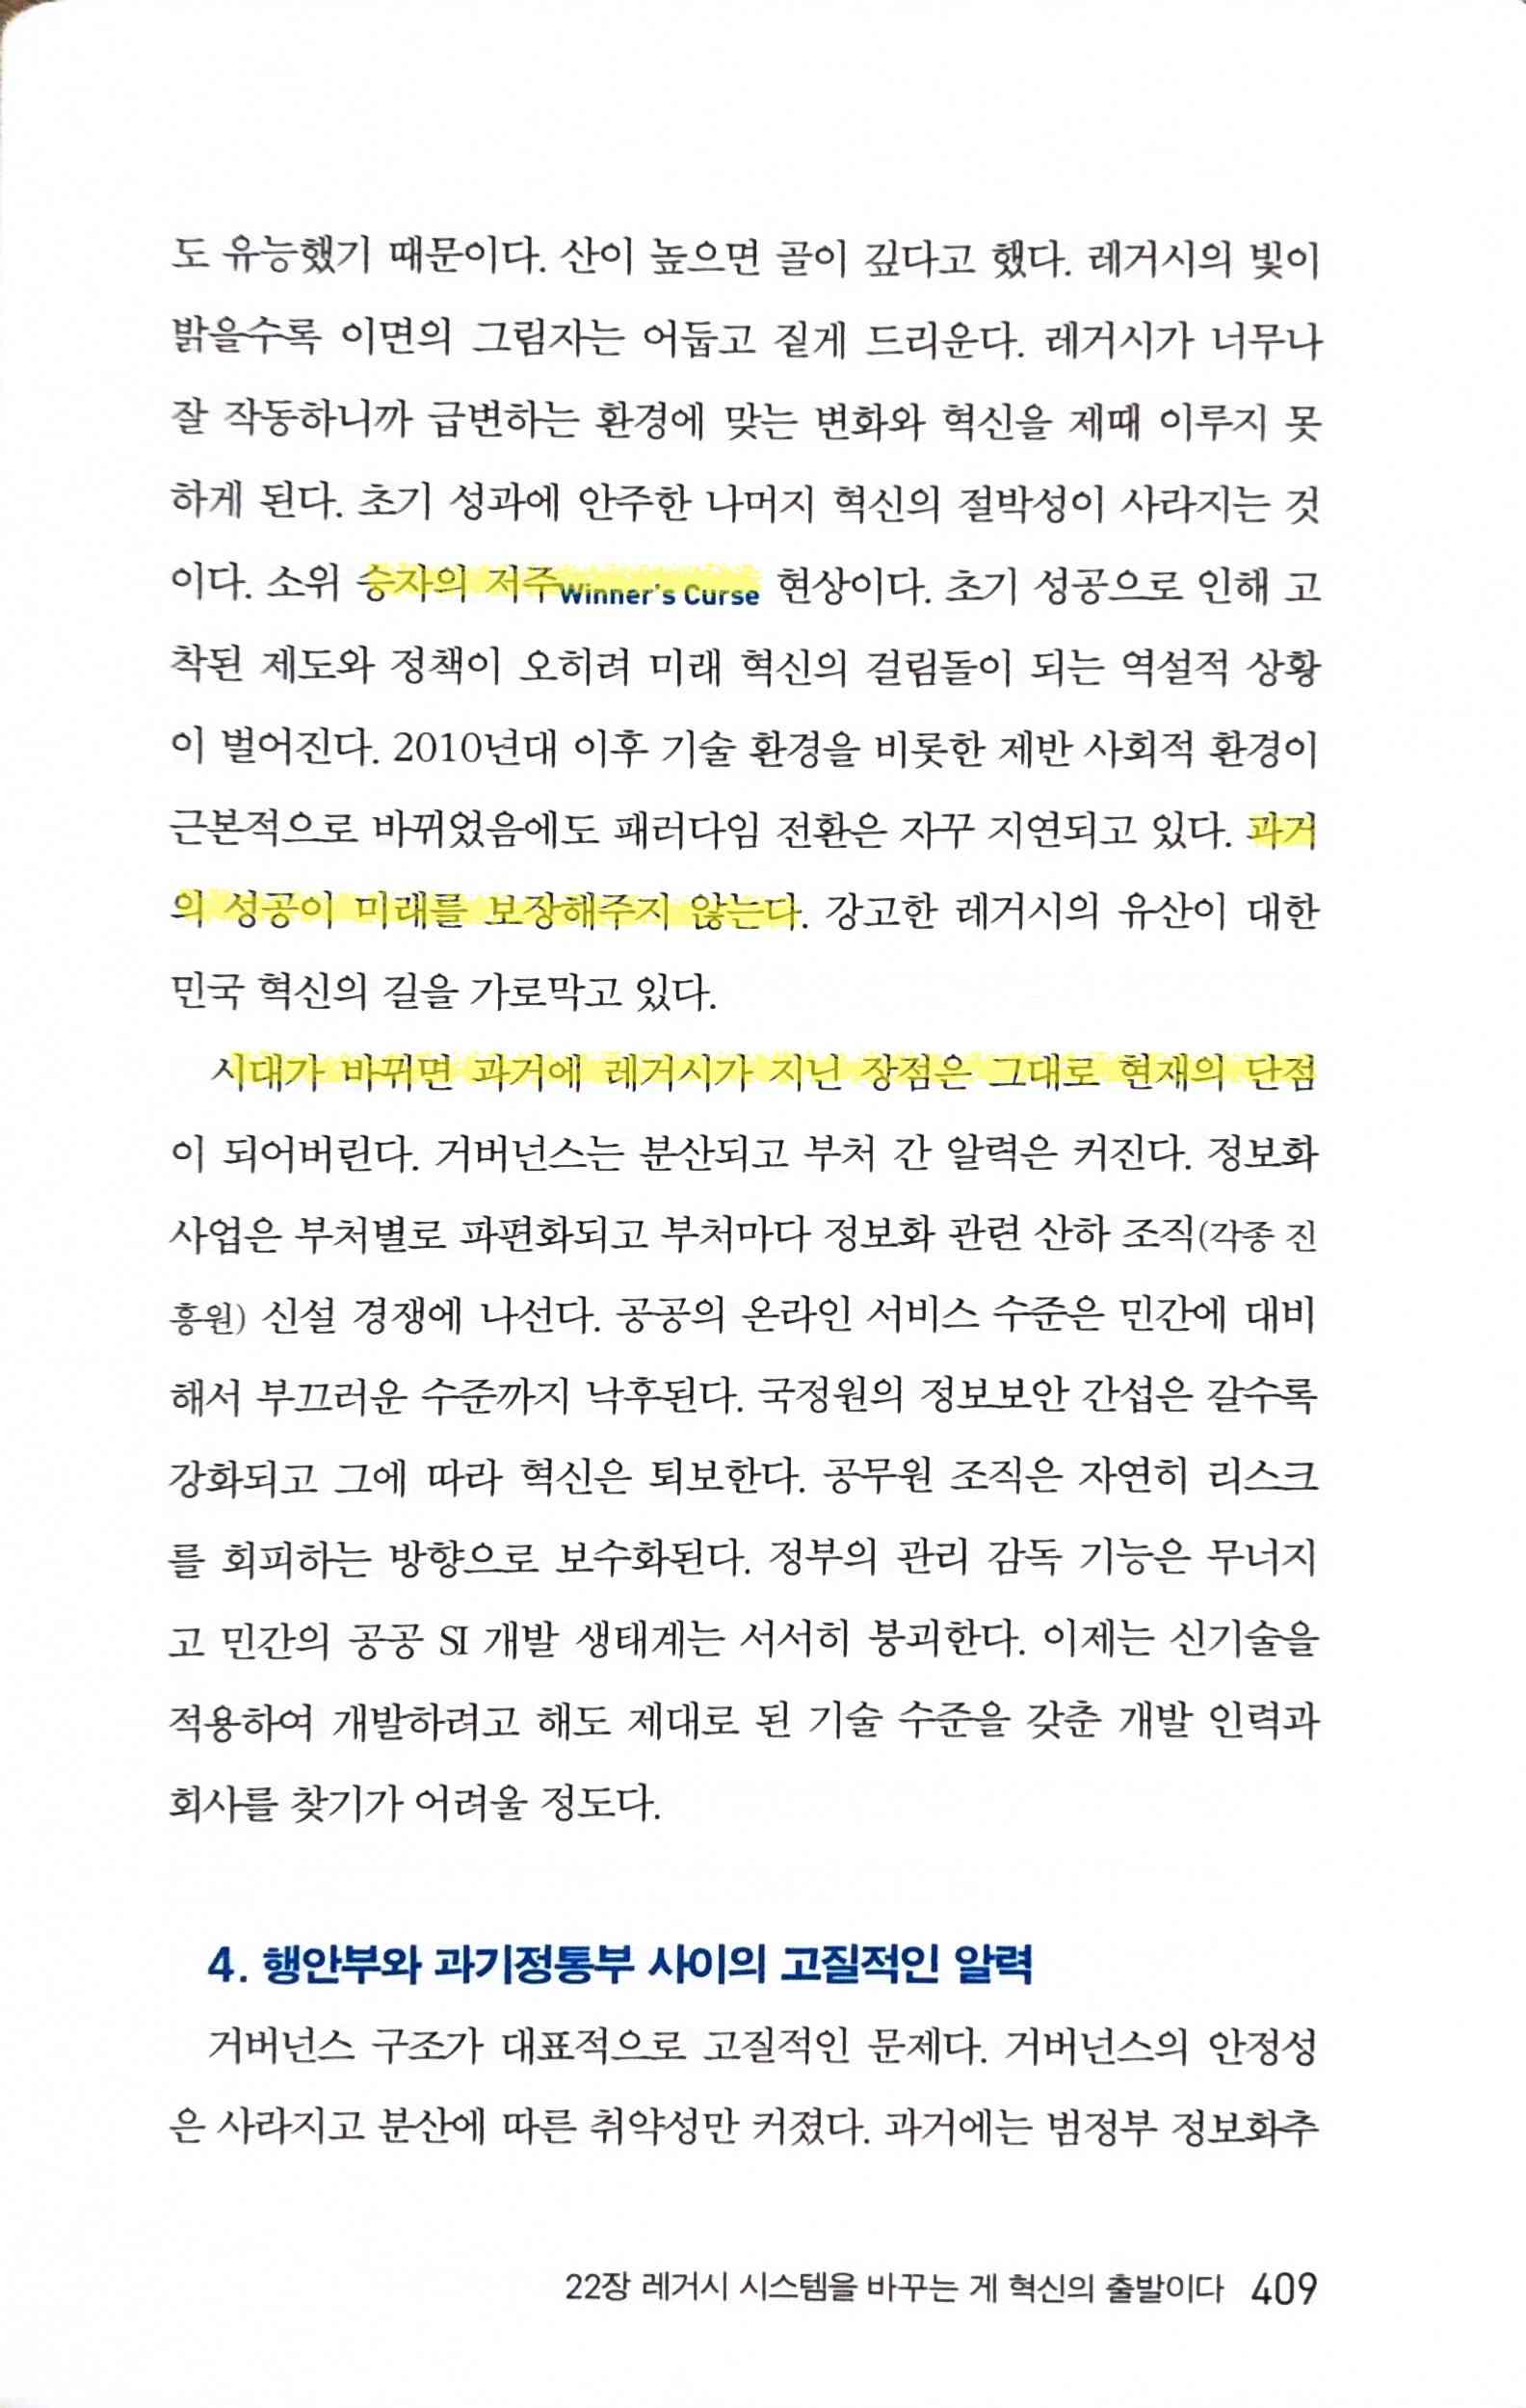 도 유능했기 때문이다. 산이 높으면 골이 깊다고 했다. 레거시의 빛이
밝을수록 이면의 그림자는 어둡고 짙게 드리운다. 레거시가 너무나
잘 작동하니까 급변하는 환경에 맞는 변화와 혁신을 제때 이루지 못
하게 된다. 초기 성과에 안주한 나머지 혁신의 절박성이 사라지는 것
이다. 소위 승자의 저주Winner's Curse 현상이다. 초기 성공으로 인해 고
착된 제도와 정책이 오히려 미래 혁신의 걸림돌이 되는 역설적 상황
이 벌어진다. 2010년대 이후 기술 환경을 비롯한 제반 사회적 환경이
근본적으로 바뀌었음에도 패러다임 전환은 자꾸 지연되고 있다. 과거
의 성공이 미래를 보장해주지 않는다. 강고한 레거시의 유산이 대한
민국 혁신의 길을 가로막고 있다.
시대가 바뀌면 과거에 레거시가 지닌 장점은 그대로 현재의 단점
이 되어버린다. 거버넌스는 분산되고 부처 간 알력은 커진다. 정보화
사업은 부처별로 파편화되고 부처마다 정보화 관련 산하 조직(각종 진
흥원) 신설 경쟁에 나선다. 공공의 온라인 서비스 수준은 민간에 대비
해서 부끄러운 수준까지 낙후된다. 국정원의 정보보안 간섭은 갈수록
강화되고 그에 따라 혁신은 퇴보한다. 공무원 조직은 자연히 리스크
를 회피하는 방향으로 보수화된다. 정부의 관리 감독 기능은 무너지
고 민간의 공공 SI 개발 생태계는 서서히 붕괴한다. 이제는 신기술을
적용하여 개발하려고 해도 제대로 된 기술 수준을 갖춘 개발 인력과
회사를 찾기가 어려울 정도다.
4. 행안부와 과기정통부 사이의 고질적인 알력
거버넌스 구조가 대표적으로 고질적인 문제다. 거버넌스의 안정성
은 사라지고 분산에 따른 취약성만 커졌다. 과거에는 범정부 정보화추
22장 레거시 시스템을 바꾸는 게 혁신의 출발이다 409